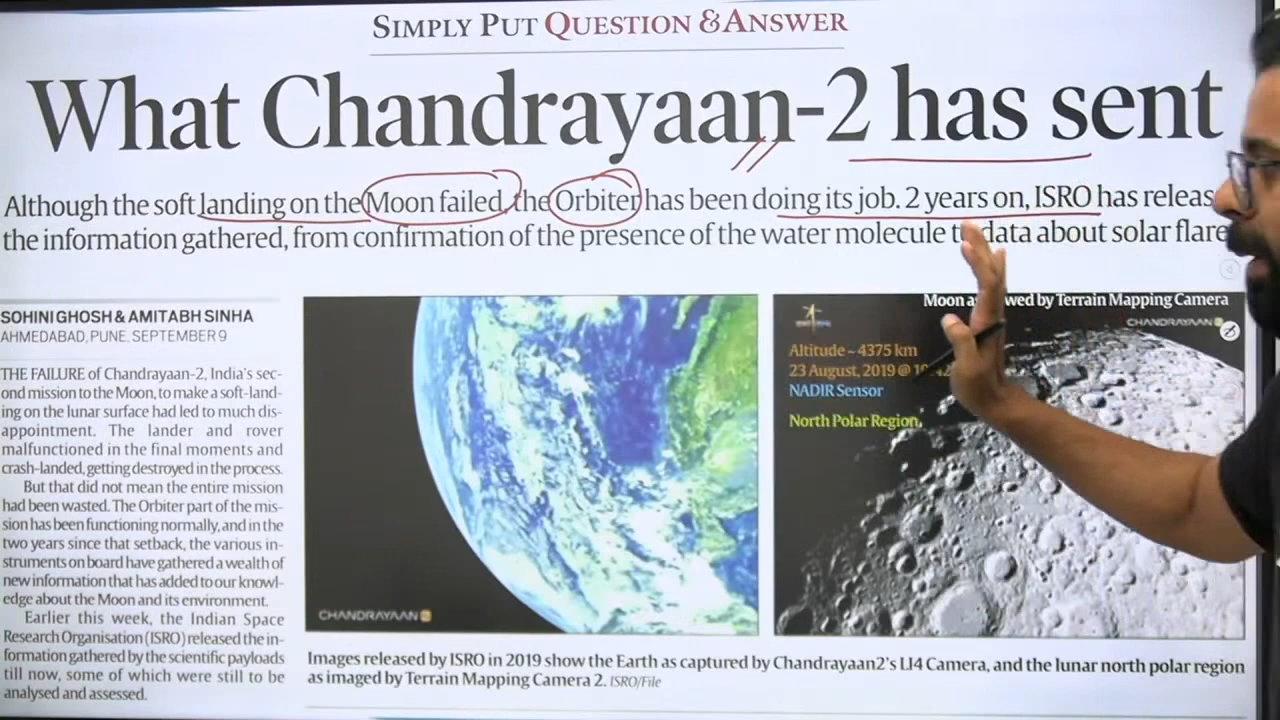 SIMPLY PUT QUESTION & ANSWER
What Chandrayaan-2 has sent
Although the soft landing on the Moon failed, the Orbiter has been doing its job. 2 years on, ISRO has releas
the information gathered, from confirmation of the presence of the water molecule t data about solar flare
SOHINI GHOSH & AMITABH SINHA
AHMEDABAD, PUNE, SEPTEMBER 9
THE FAILURE of Chandrayaan-2, India's sec-
ond mission to the Moon, to make a soft-land-
ing on the lunar surface had led to much dis-
appointment. The lander and rover
malfunctioned in the final moments and
crash-landed, getting destroyed in the process.
But that did not mean the entire mission
had been wasted. The Orbiter part of the mis-
sion has been functioning normally, and in the
two years since that setback, the various in-
struments on board have gathered a wealth of
new information that has added to our knowl-
edge about the Moon and its environment.
Earlier this week, the Indian Space
Research Organisation (ISRO) released the in-
formation gathered by the scientific payloads
till now, some of which were still to be
analysed and assessed.
CHANDRAYAAN 2
Moon as wed by Terrain Mapping Camera
CHANDRAYAAN 2
Altitude ~ 4375 km
23 August, 2019 @ 1 42
NADIR Sensor
North Polar Region
Images released by ISRO in 2019 show the Earth as captured by Chandrayaan2's LI4 Camera, and the lunar north polar region
as imaged by Terrain Mapping Camera 2. ISRO/File